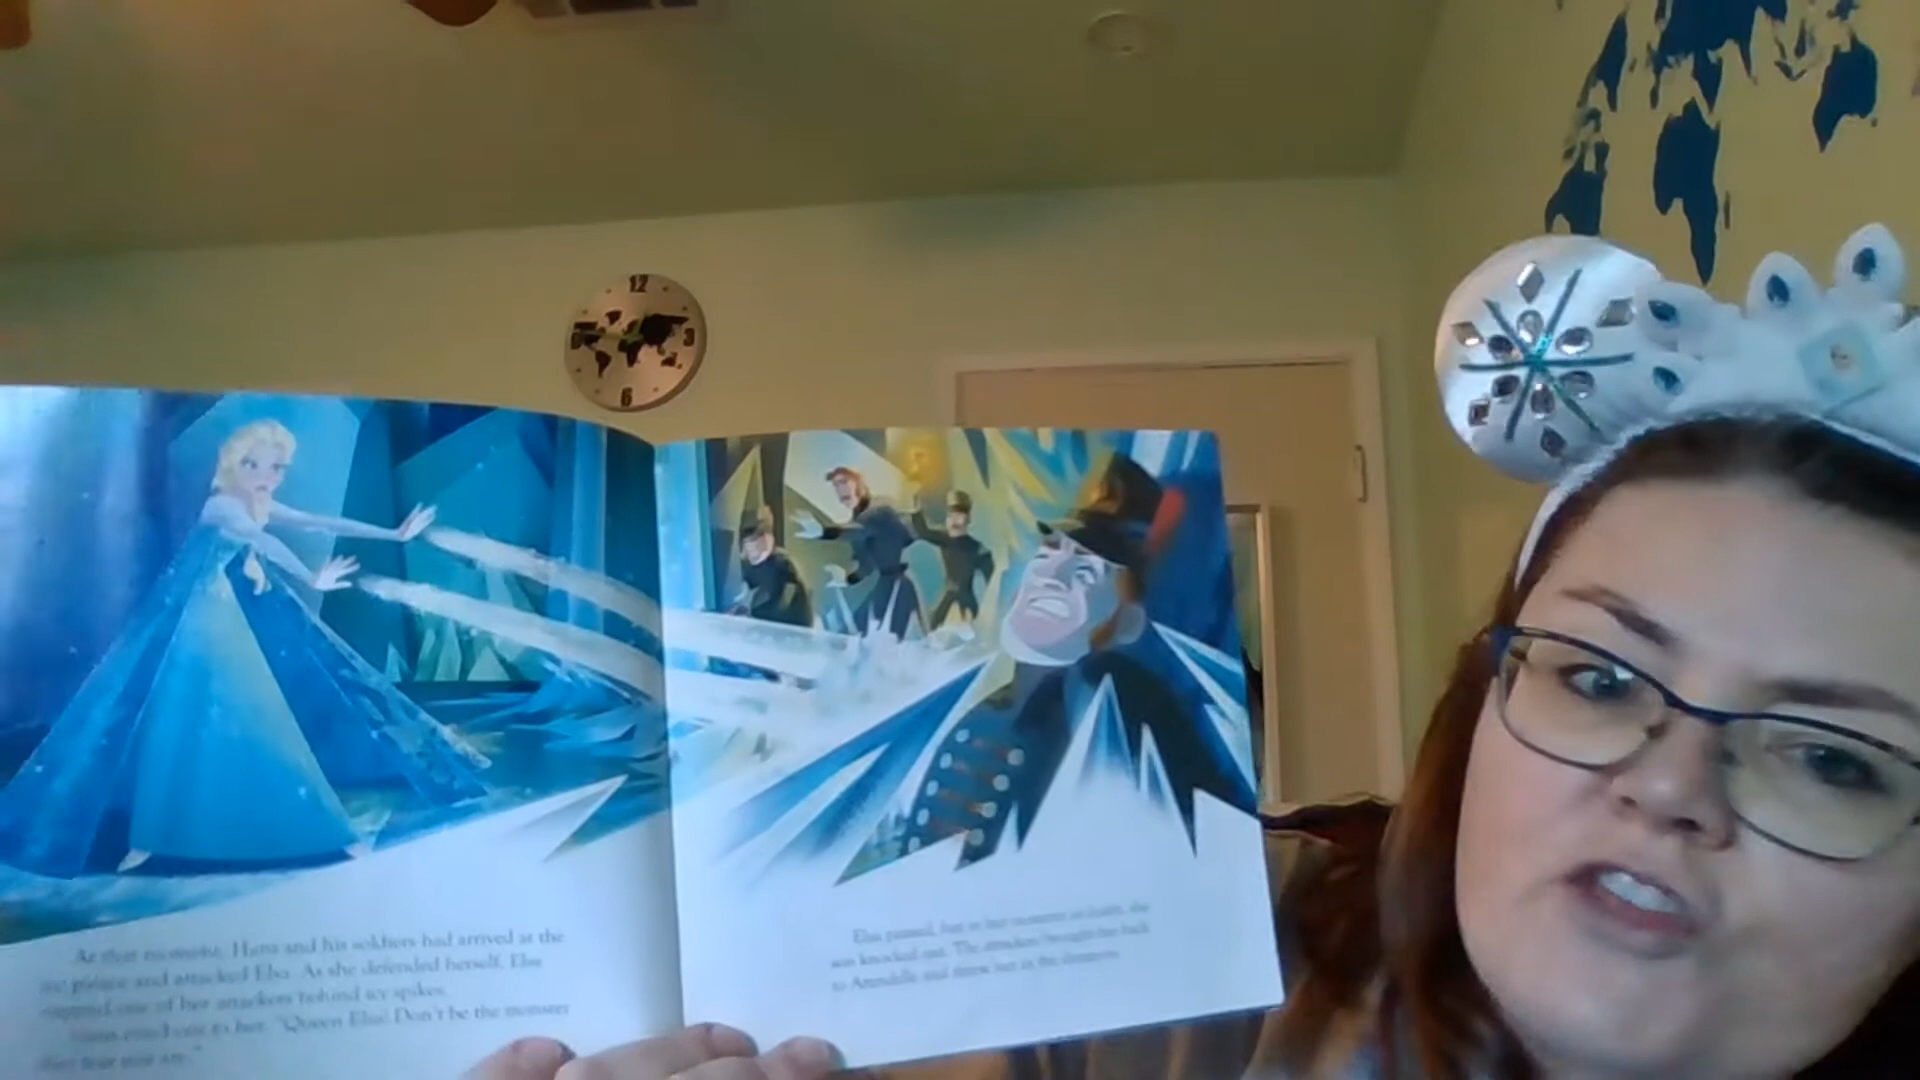 12
3
6
At that moment, Hans and his soldiers had arrived at the
ice palace and attacked Elsa. As she defended herself, Elsa
trapped one of her attackers behind icy spikes.
Hans cried out to her, "Queen Elsa! Don't be the monster
they fear you are."
Elsa paused, but in her moment of doubt, she
was knocked out. The attackers brought her back
to Arendelle and threw her in the dungeon.